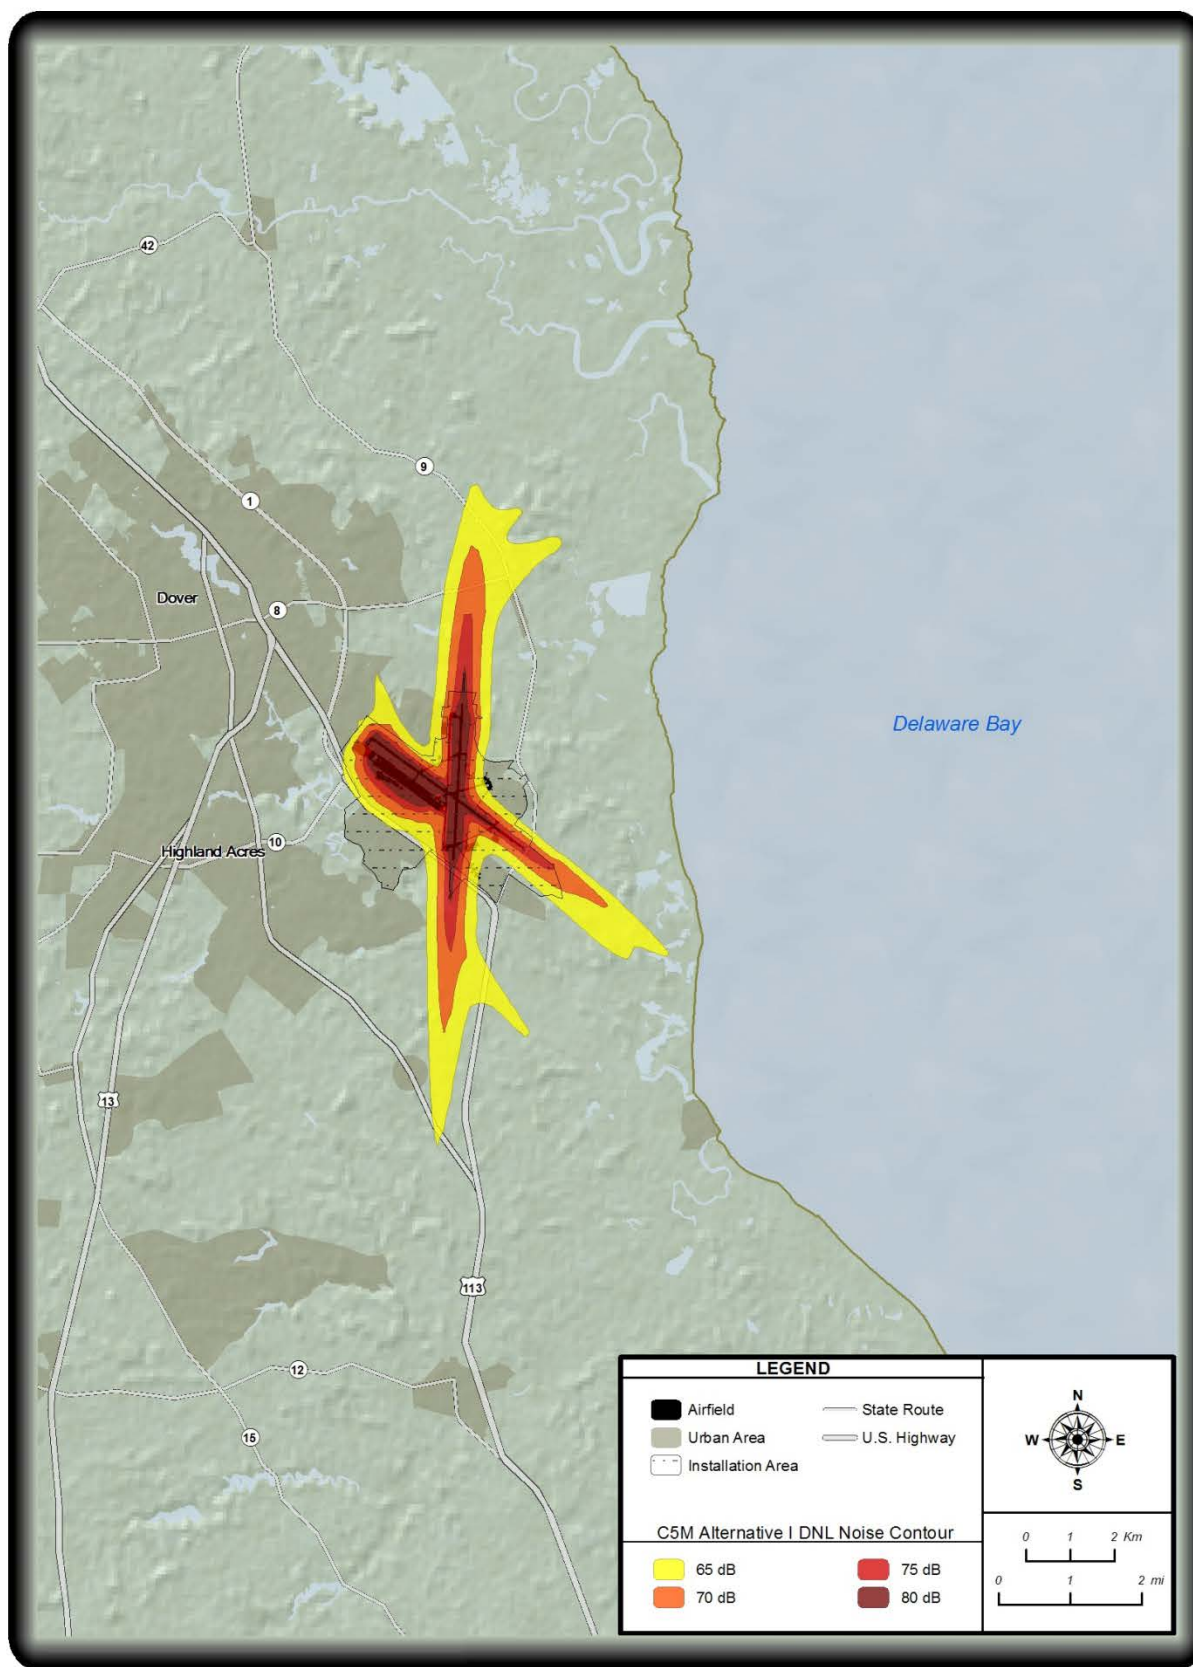 42
9
1
Dover
8
Delaware Bay
10
Highland Acres
13
113
12
15
LEGEND
Airfield
State Route
Urban Area
U.S. Highway
Installation Area
C5M Alternative I DNL Noise Contour
65 dB
75 dB
70 dB
80 dB
N
W E
S
0 1 2 Km
0 1 2 mi